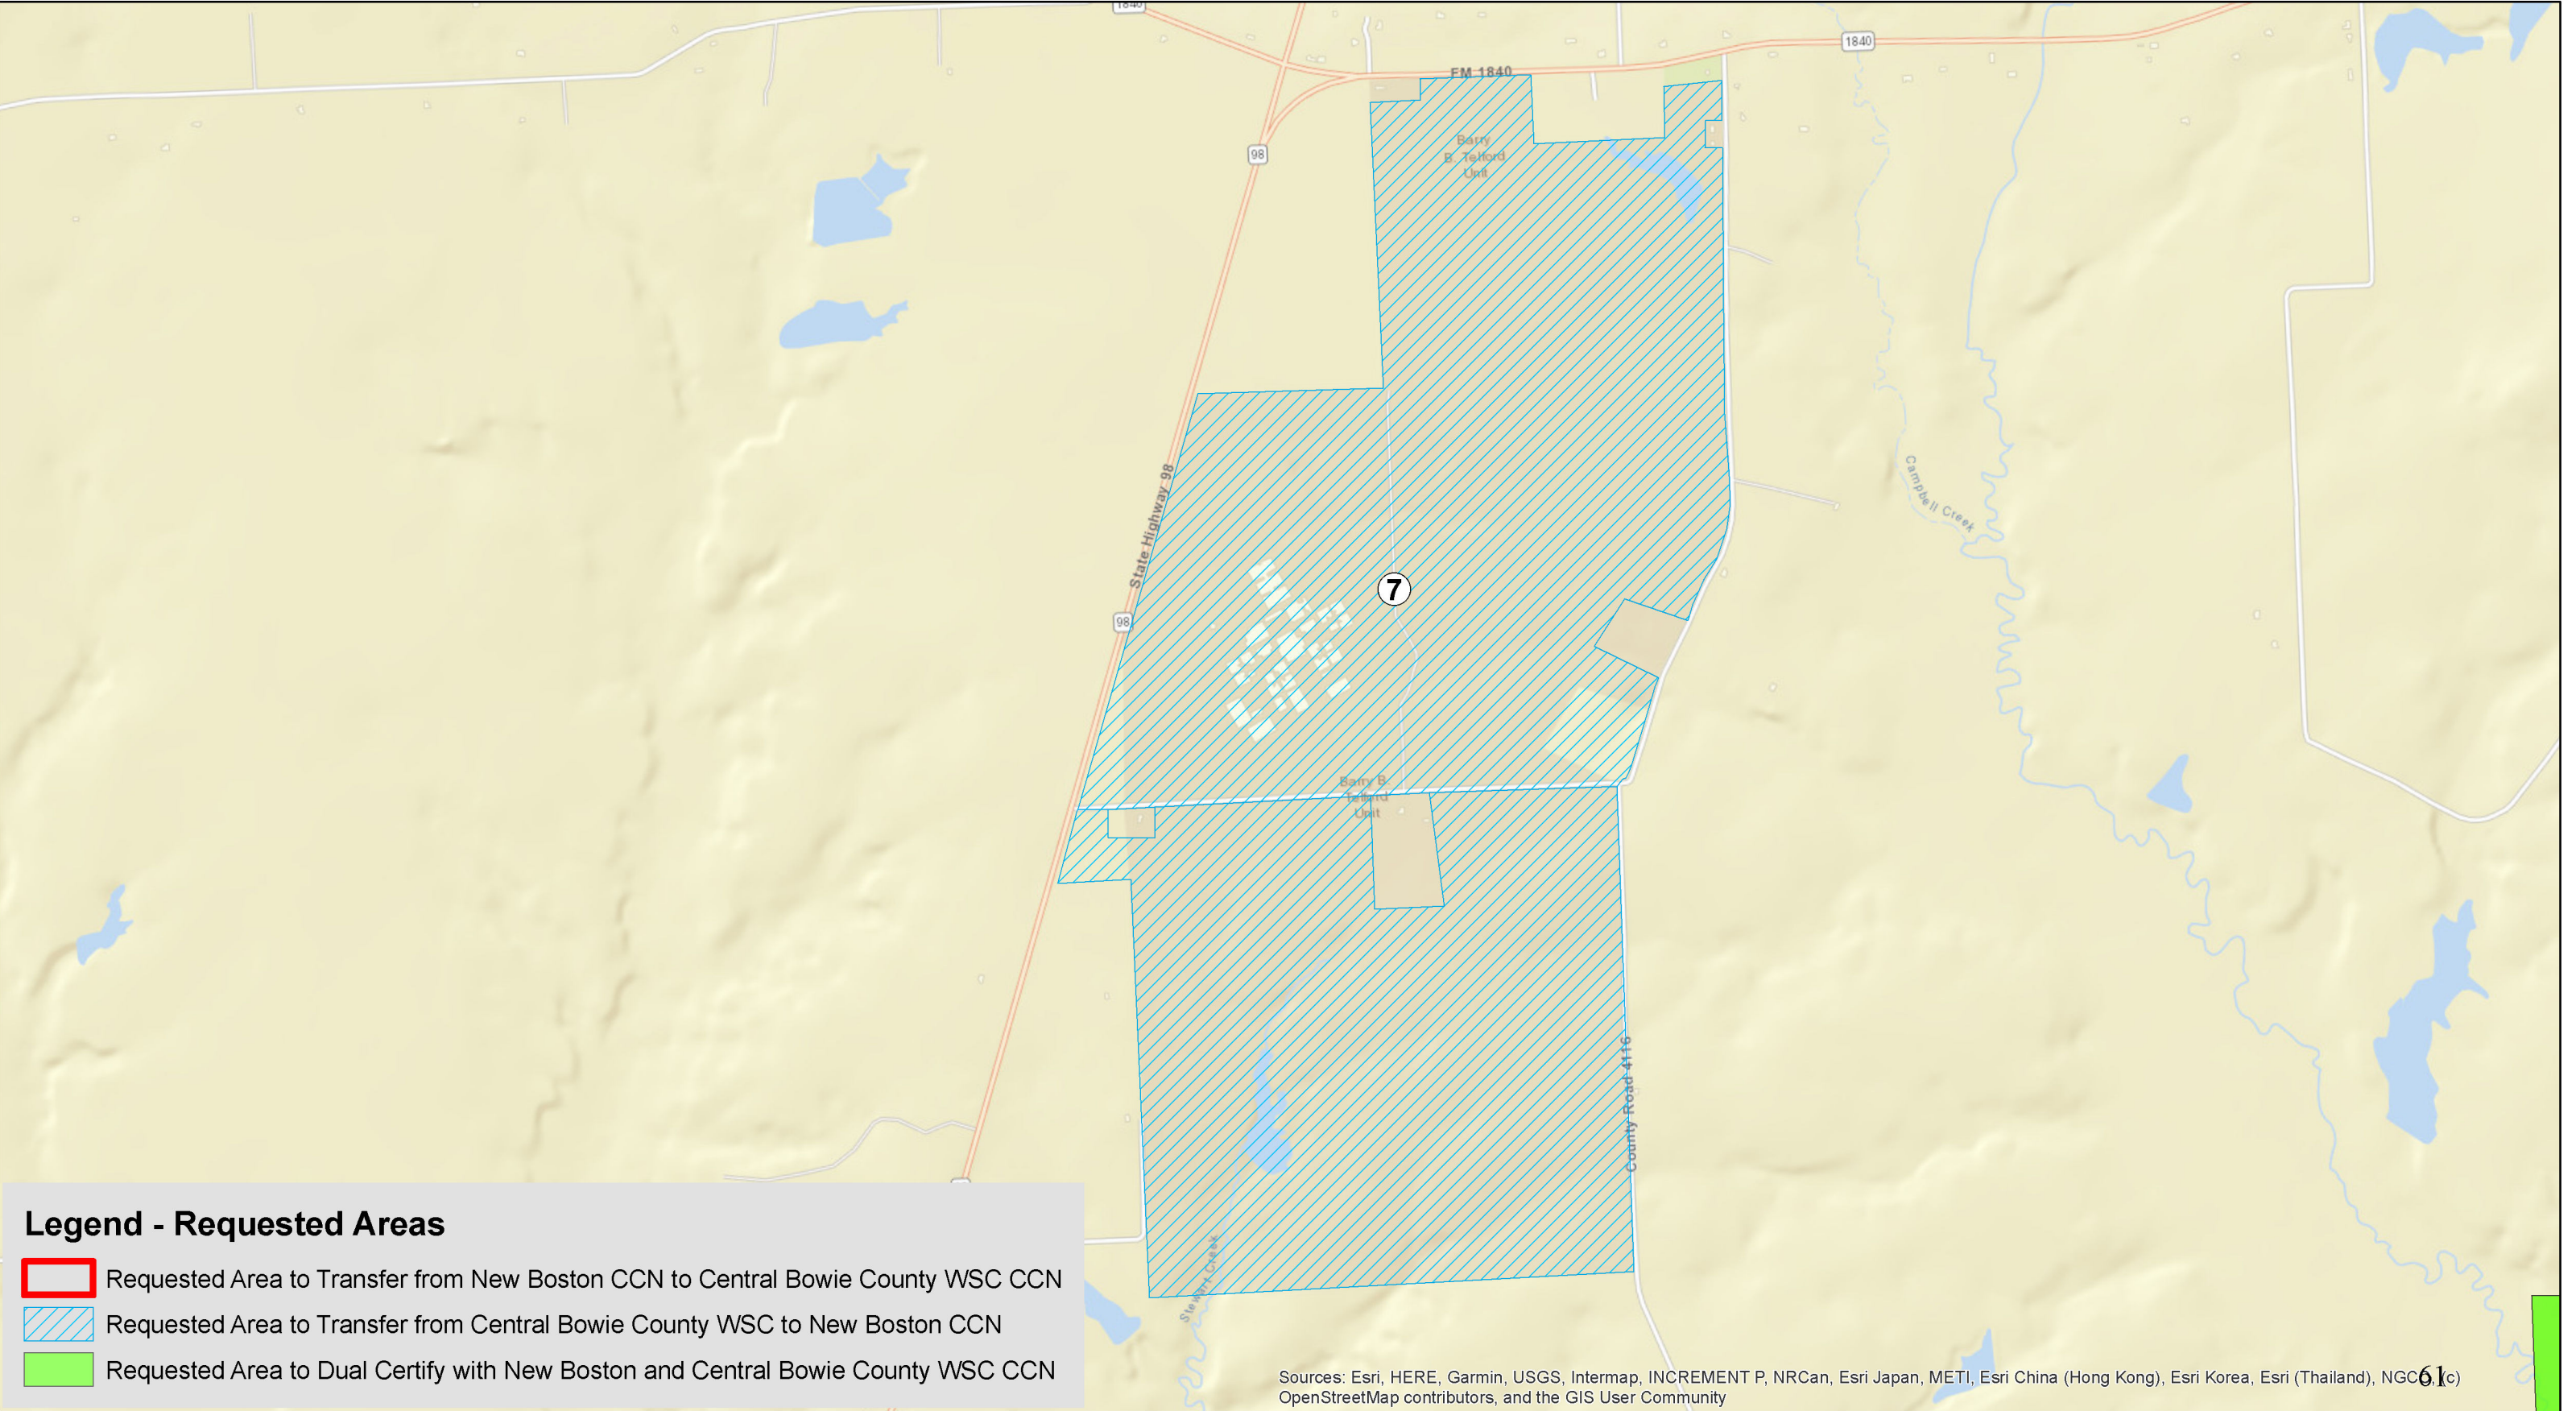 1840
1840
FM 1840
98
Barry
B. Telford
Unit
State Highway 98
Campbell Creek
7
98
Barry B.
Telford
Unit
County Road 4116
Stewart Creek
Legend - Requested Areas
Requested Area to Transfer from New Boston CCN to Central Bowie County WSC CCN
Requested Area to Transfer from Central Bowie County WSC to New Boston CCN
Requested Area to Dual Certify with New Boston and Central Bowie County WSC CCN
Sources: Esri, HERE, Garmin, USGS, Intermap, INCREMENT P, NRCan, Esri Japan, METI, Esri China (Hong Kong), Esri Korea, Esri (Thailand), NGCC, (c)
OpenStreetMap contributors, and the GIS User Community
61